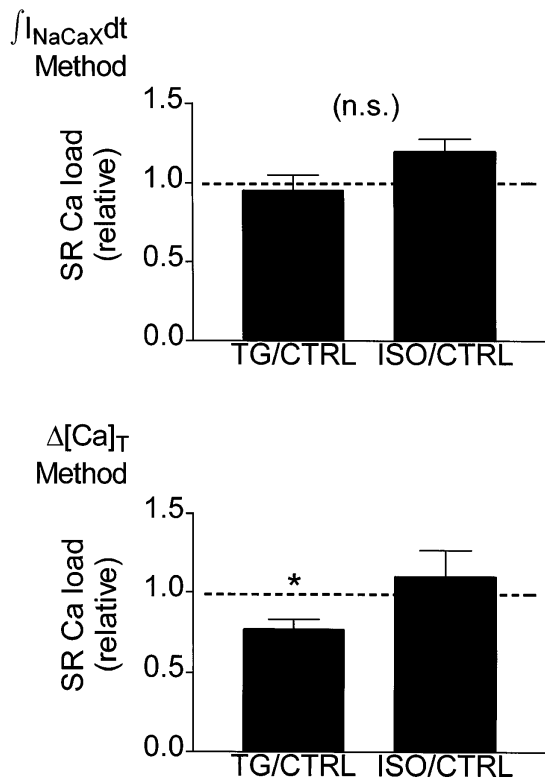 ∫I_NaCaX dt
Method
SR Ca load
(relative)
1.5
1.0
0.5
0.0
(n.s.)
TG/CTRL ISO/CTRL
Δ[Ca]_T
Method
SR Ca load
(relative)
1.5
1.0
0.5
0.0
*
TG/CTRL ISO/CTRL